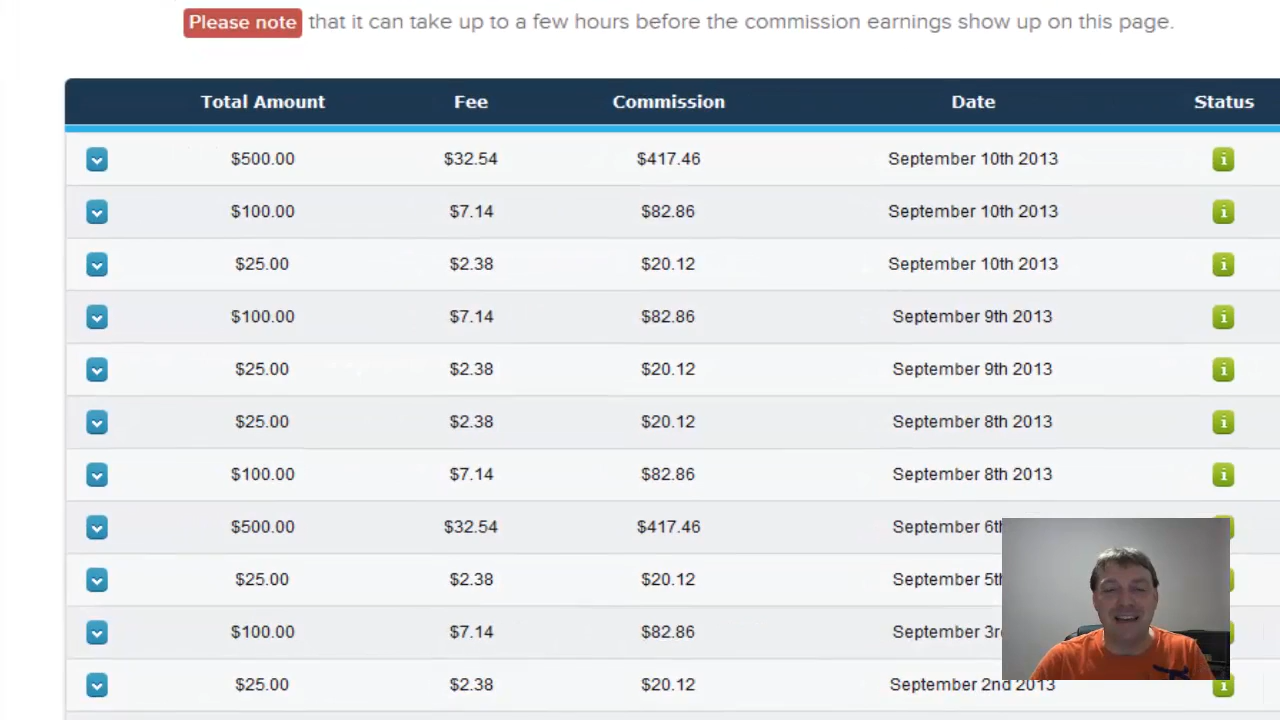 Please note that it can take up to a few hours before the commission earnings show up on this page.
Total Amount Fee Commission Date Status
$500.00 $32.54 $417.46 September 10th 2013
$100.00 $7.14 $82.86 September 10th 2013
$25.00 $2.38 $20.12 September 10th 2013
$100.00 $7.14 $82.86 September 9th 2013
$25.00 $2.38 $20.12 September 9th 2013
$25.00 $2.38 $20.12 September 8th 2013
$100.00 $7.14 $82.86 September 8th 2013
$500.00 $32.54 $417.46 September 6th
$25.00 $2.38 $20.12 September 5th
$100.00 $7.14 $82.86 September 3rd
$25.00 $2.38 $20.12 September 2nd 2013